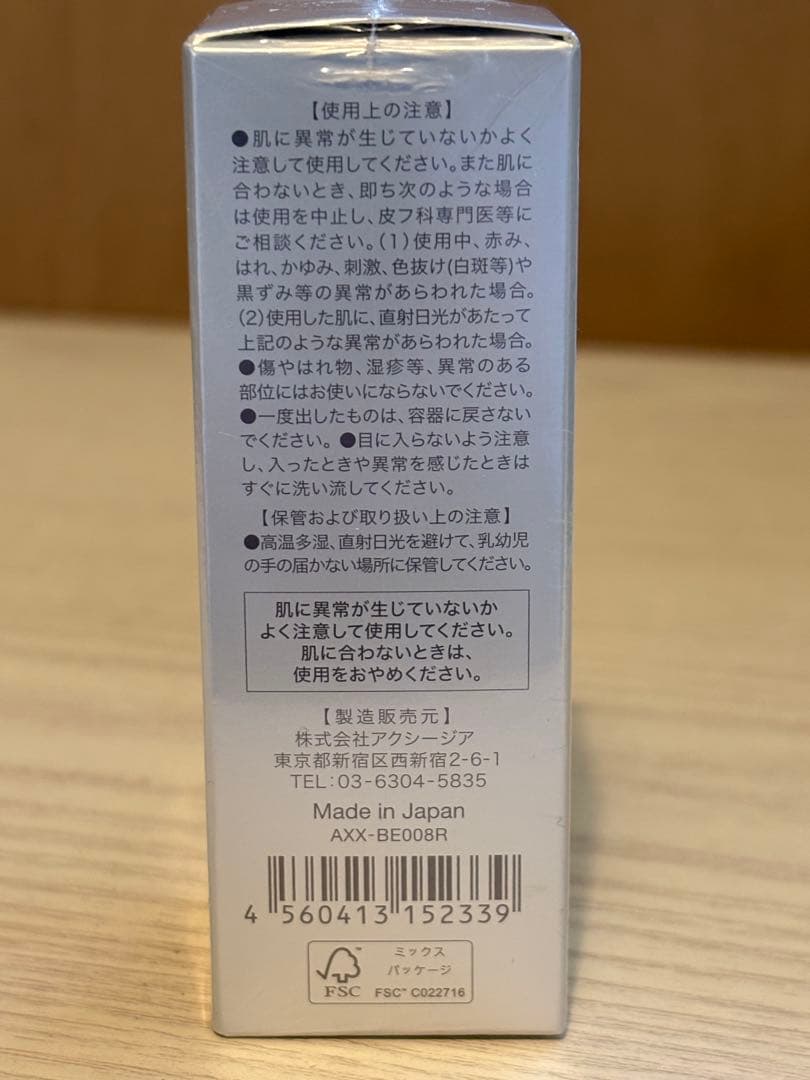 【使用上の注意】
●肌に異常が生じていないかよく
注意して使用してください。また肌に
合わないとき、即ち次のような場合
は使用を中止し、皮フ科専門医等に
ご相談ください。(1)使用中、赤み、
はれ、かゆみ、刺激、色抜け(白斑等)や
黒ずみ等の異常があらわれた場合。
(2)使用した肌に、直射日光があたって
上記のような異常があらわれた場合。
●傷やはれ物、湿疹等、異常のある
部位にはお使いにならないでください。
●一度出したものは、容器に戻さない
でください。●目に入らないよう注意
し、入ったときや異常を感じたときは
すぐに洗い流してください。
【保管および取り扱い上の注意】
●高温多湿、直射日光を避けて、乳幼児
の手の届かない場所に保管してください。
肌に異常が生じていないか
よく注意して使用してください。
肌に合わないときは、
使用をおやめください。
【製造販売元】
株式会社アクシージア
東京都新宿区西新宿2-6-1
TEL:03-6304-5835
Made in Japan
AXX-BE008R
4 560413 152339
ミックス
パッケージ
FSC™ C022716
FSC